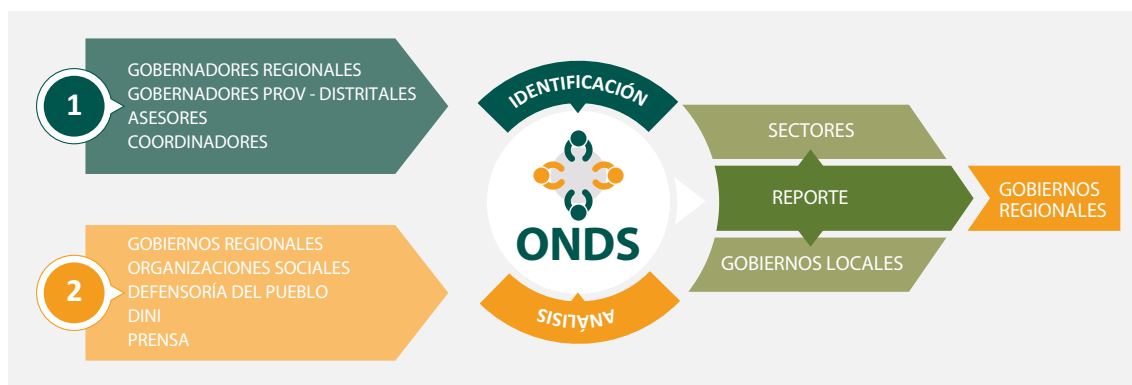 1
GOBERNADORES REGIONALES
GOBERNADORES PROV - DISTRITALES
ASESORES
COORDINADORES
2
GOBIERNOS REGIONALES
ORGANIZACIONES SOCIALES
DEFENSORÍA DEL PUEBLO
DINI
PRENSA
IDENTIFICACIÓN
ONDS
ANÁLISIS
SECTORES
REPORTE
GOBIERNOS LOCALES
GOBIERNOS
REGIONALES